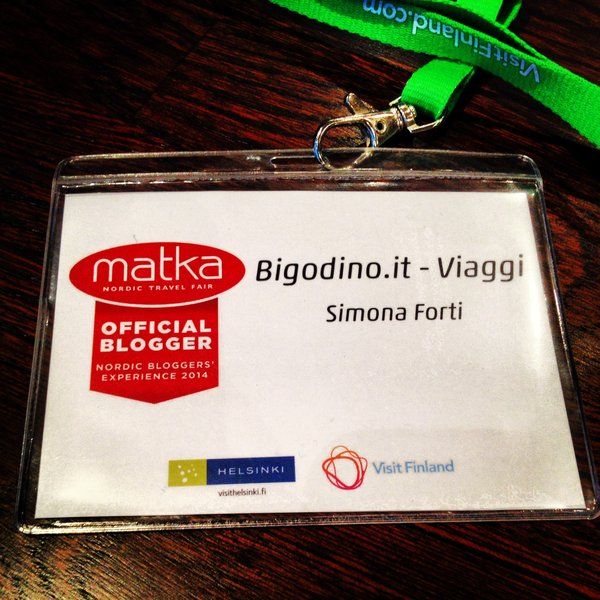 VisitFinland.com
matka
NORDIC TRAVEL FAIR
OFFICIAL
BLOGGER
NORDIC BLOGGERS'
EXPERIENCE 2014
Bigodino.it - Viaggi
Simona Forti
HELSINKI
visithelsinki.fi
Visit Finland